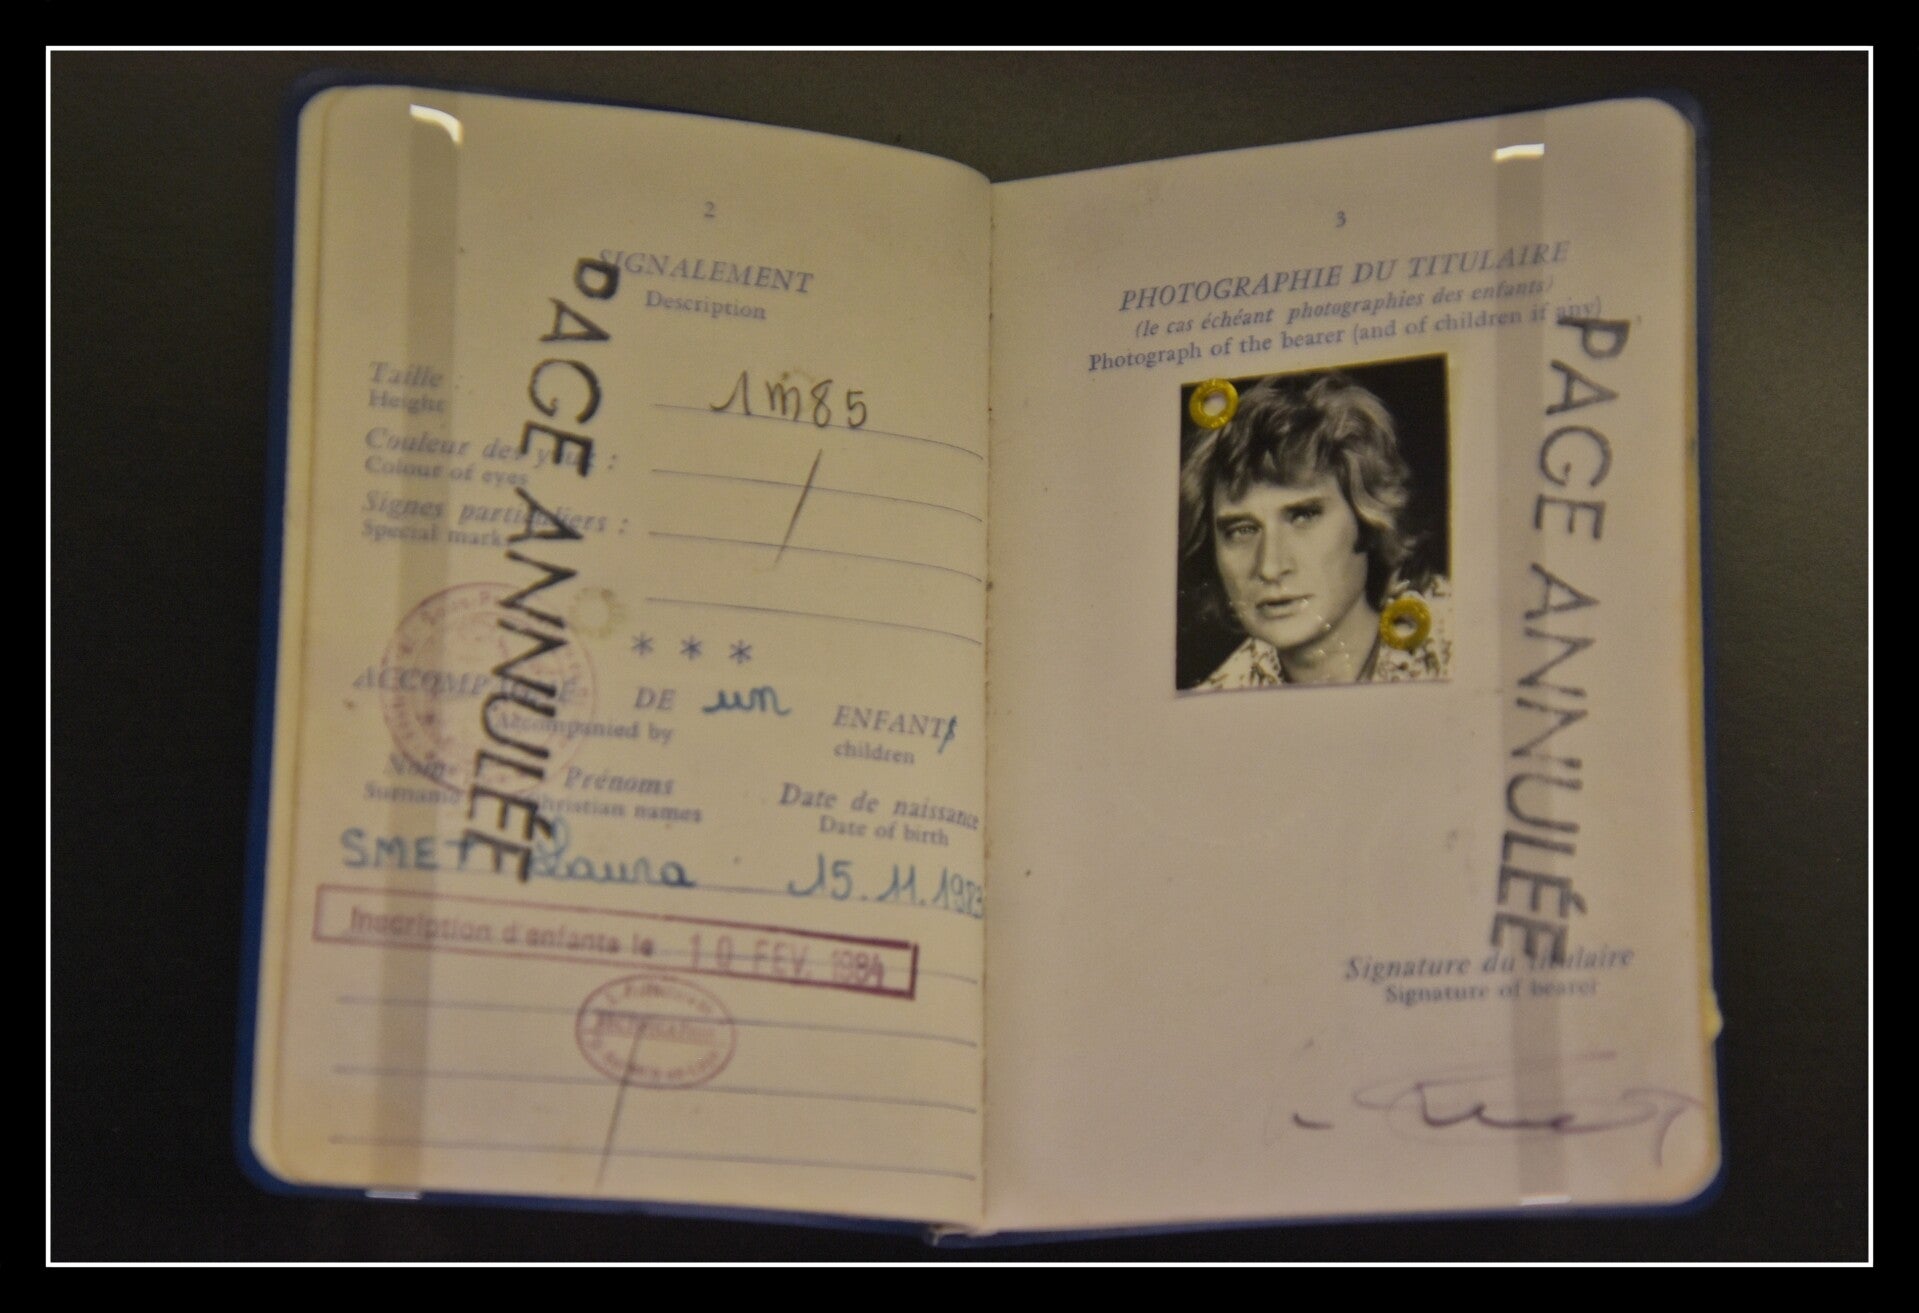 2
SIGNALEMENT
Description
Taille :
Height
1m85
Couleur des yeux :
Colour of eyes
Signes particuliers :
Special marks
* * *
ACCOMPAGNÉ DE un ENFANTS
Accompanied by children
Noms Prénoms Date de naissance
Surname Christian names Date of birth
SMET Laura 15.11.1983
Inscription d'enfants le 10 FEV. 1984
PAGE ANNULÉE
3
PHOTOGRAPHIE DU TITULAIRE
(le cas échéant photographies des enfants)
Photograph of the bearer (and of children if any)
PAGE ANNULÉE
Signature du titulaire
Signature of bearer